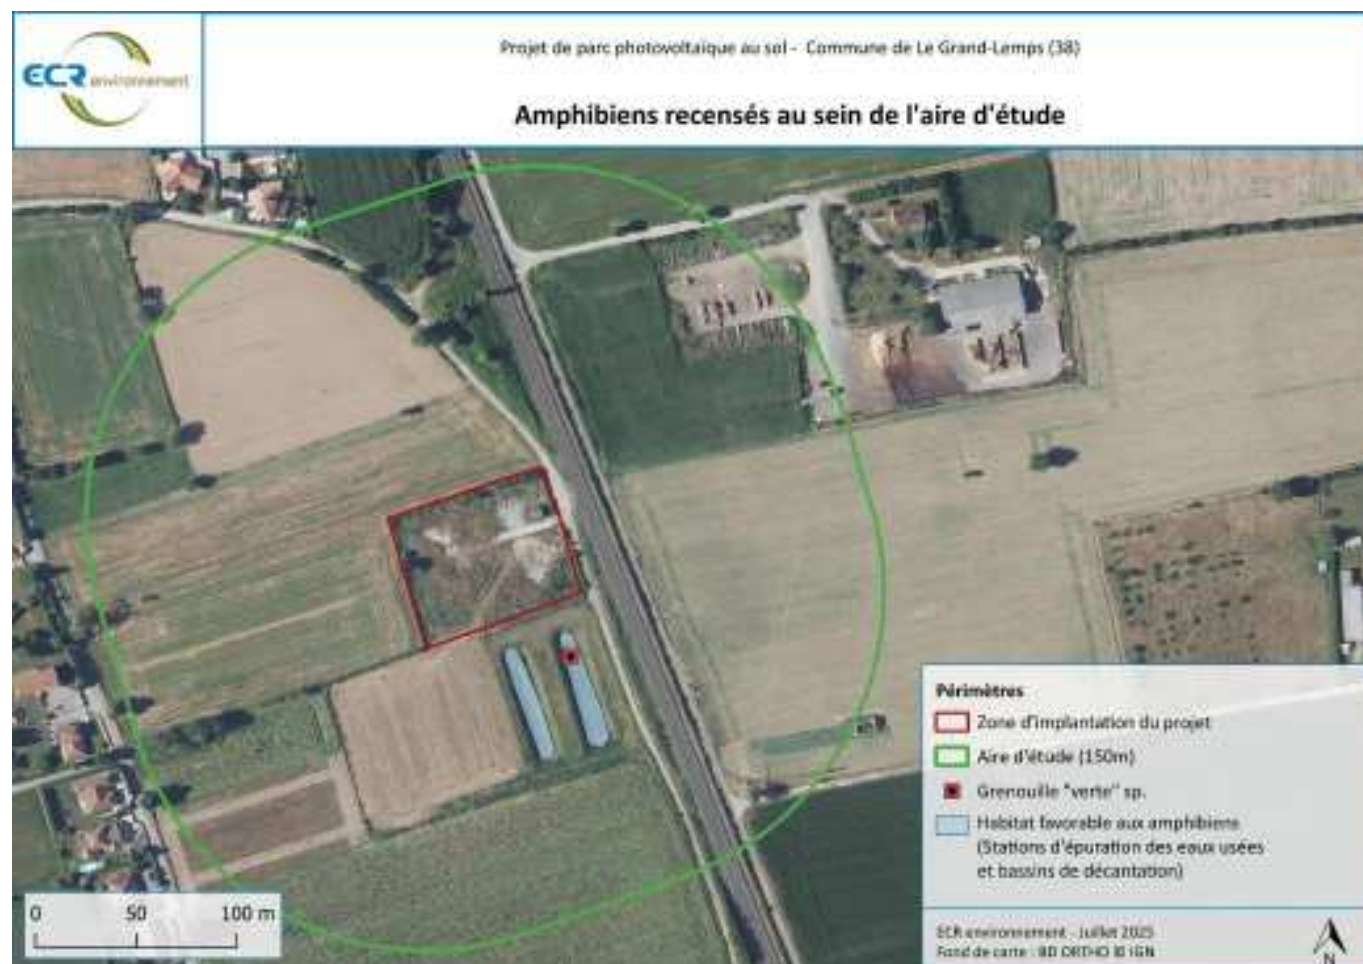 ECR environnement
Projet de parc photovoltaïque au sol - Commune de Le Grand-Lemps (38)
Amphibiens recensés au sein de l'aire d'étude
Périmètres
Zone d'implantation du projet
Aire d'étude (150m)
Grenouille "verte" sp.
Habitat favorable aux amphibiens
(Stations d'épuration des eaux usées
et bassins de décantation)
0 50 100 m
ECR environnement - Juillet 2025
Fond de carte : BD ORTHO ® IGN
N